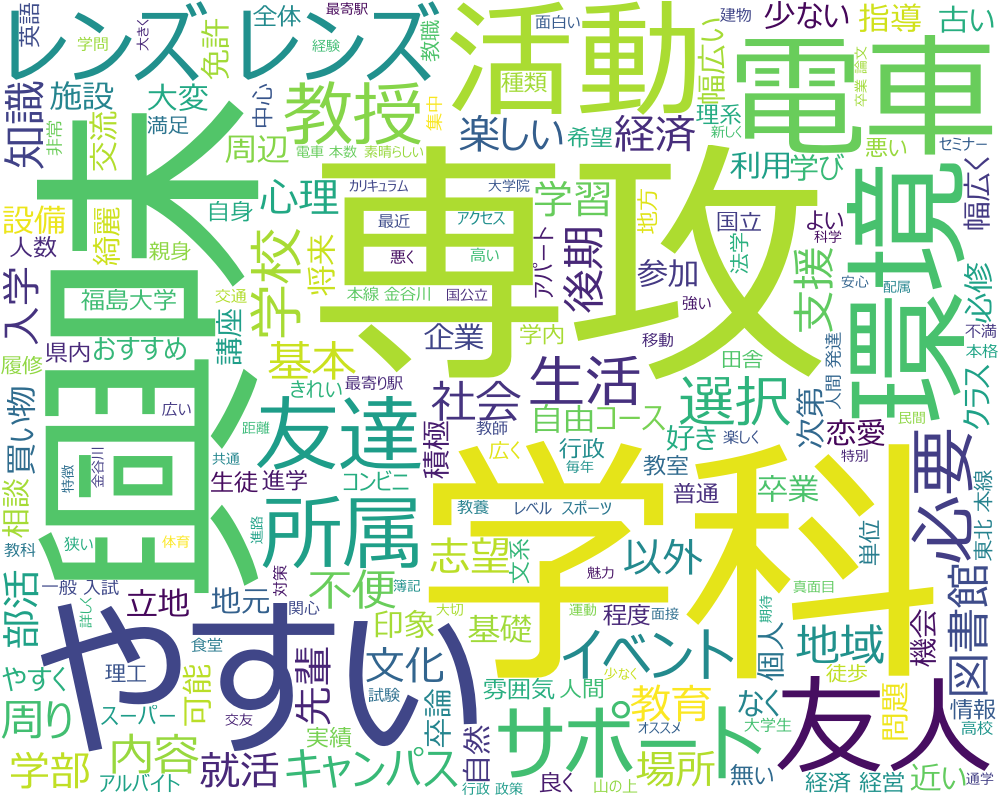 レンズ レンズ
英語
学問
大きく
最寄駅
全体
経験
免許
教職
活動
面白い
種類
幅広い
少ない
指導
古い
卒業 論文
電車
知識
施設
大変
満足
中心
非常
交流
周辺
教授
集中
電車 本数
素晴らしい
楽しい
希望
経済
理系
新しく
利用
学び
悪い
セミナー
幅広く
印象
設備
綺麗
人数
自身
親身
心理
カリキュラム
大学院
学習
地方
国立
よい
科学
法学
最近
アクセス
悪く
高い
アパート
後期
参加
支援
安心
配属
必修
環境
専攻
入学
福島大学
交通
学校
将来
本線 金谷川
国公立
強い
移動
不満
本格
クラス
県内
おすすめ
講座
基本
企業
学内
田舎
人間 発達
履修
きれい
最寄り駅
生活
選択
次第
民間
買い物
広い
距離
友達
社会
教師
自由
コース
好き
恋愛
楽しく
特別
特徴
金谷川
共通
生徒
進学
コンビニ
積極
広く
行政
毎年
教室
必要
東北 本線
相談
進路
所属
教養
レベル
スポーツ
普通
卒業
単位
教科
狭い
体育
学科
志望
文系
以外
魅力
真面目
図書館
部活
一般 入試
対策
不便
簿記
詳しく
立地
地元
関心
大切
運動
程度
面接
期待
地域
機会
やすい
印象
基礎
イベント
個人
徒歩
やすく
理工
食堂
先輩
文化
試験
雰囲気
人間
少なく
教育
なく
友人
問題
情報
周り
スーパー
可能
卒論
サポート
オススメ
大学生
高校
交友
実績
自然
学部
内容
就活
キャンパス
場所
無い
近い
アルバイト
行政 政策
良く
山の上
経済 経営
通学